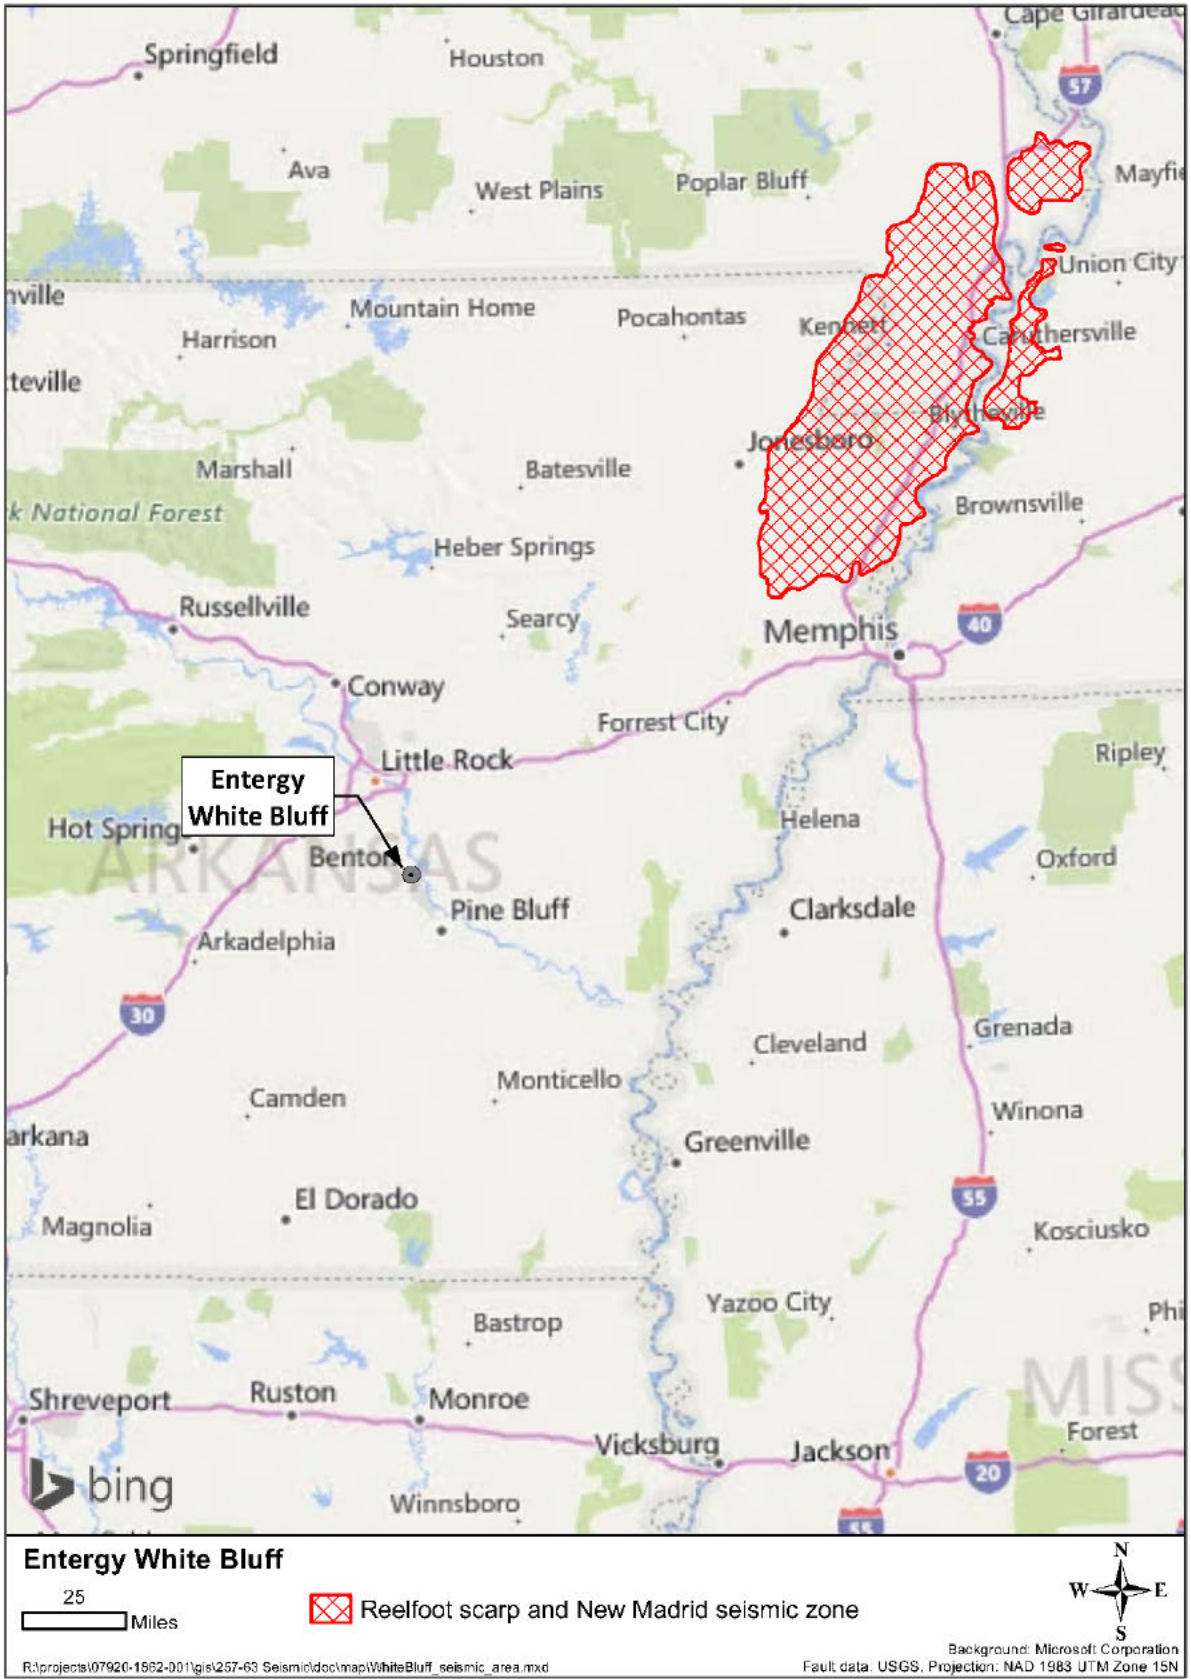 Cape Girardeau
Springfield
Houston
57
Ava
West Plains
Poplar Bluff
Mayfie
Union City
nville
Mountain Home
Pocahontas
Kennett
Harrison
Caruthersville
tteville
Blytheville
Jonesboro
Marshall
Batesville
k National Forest
Brownsville
Heber Springs
Russellville
Searcy
40
Memphis
Conway
Forrest City
Little Rock
Ripley
Entergy
White Bluff
Hot Spring
Helena
ARKANSAS
Benton
Oxford
Pine Bluff
Clarksdale
Arkadelphia
30
Grenada
Cleveland
Monticello
Camden
Winona
arkana
Greenville
55
El Dorado
Magnolia
Kosciusko
Yazoo City
Bastrop
Phi
MISS
Shreveport
Ruston
Monroe
Forest
Vicksburg
Jackson
20
bing
Winnsboro
55
Entergy White Bluff
N
W E
S
25
Miles
Reelfoot scarp and New Madrid seismic zone
Background: Microsoft Corporation
R:\projects\07920-1862-001\gis\257-63 Seismic\doc\map\WhiteBluff_seismic_area.mxd
Fault data: USGS, Projection: NAD 1983 UTM Zone 15N